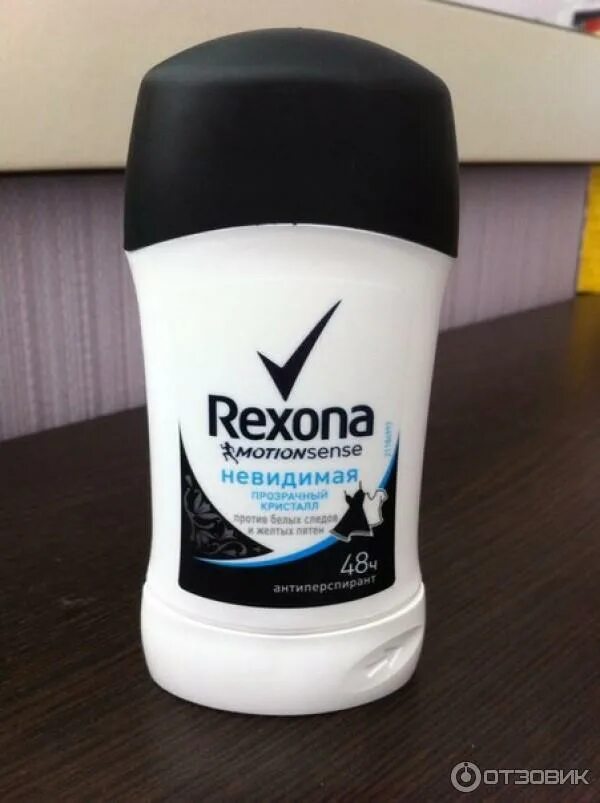 Rexona
MOTIONsense
невидимая
ПРОЗРАЧНЫЙ
КРИСТАЛЛ
против белых следов
и желтых пятен
48ч
антиперспирант
ОТЗОВИК